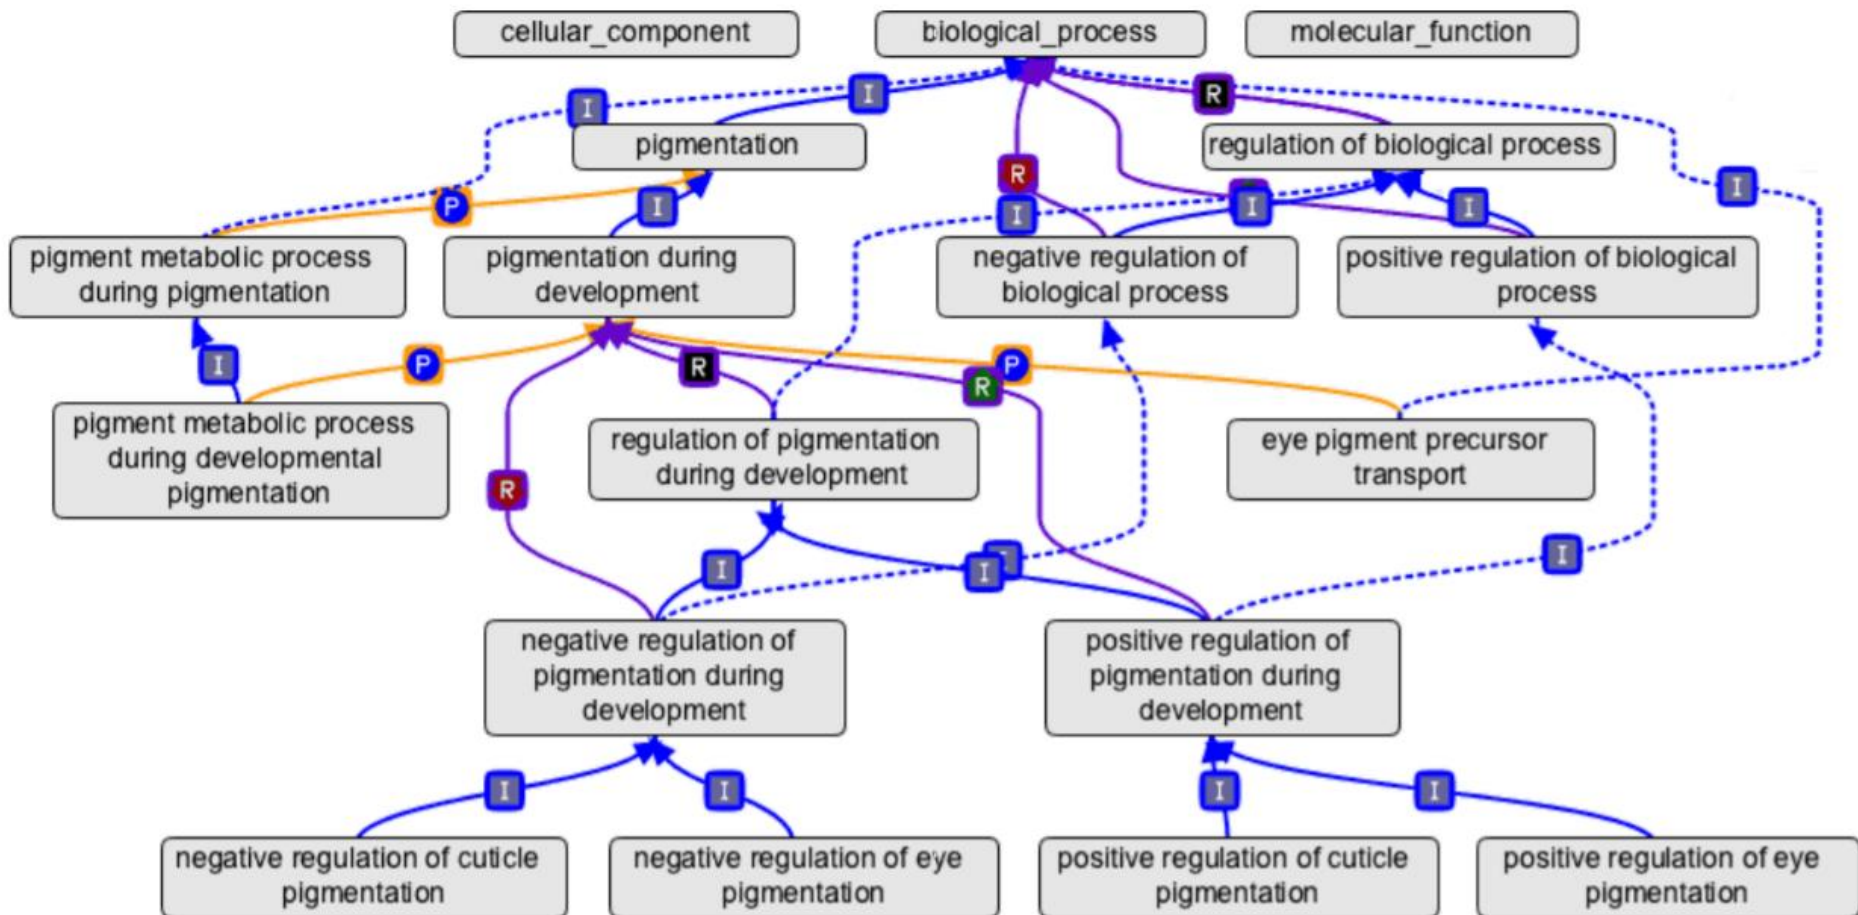 cellular_component
biological_process
molecular_function
I
I
R
pigmentation
regulation of biological process
R
I
P
I
I
I
I
pigment metabolic process
during pigmentation
pigmentation during
development
negative regulation of
biological process
positive regulation of biological
process
I
P
R
P
R
pigment metabolic process
during developmental
pigmentation
regulation of pigmentation
during development
eye pigment precursor
transport
R
I
I
I
negative regulation of
pigmentation during
development
positive regulation of
pigmentation during
development
I
I
I
I
negative regulation of cuticle
pigmentation
negative regulation of eye
pigmentation
positive regulation of cuticle
pigmentation
positive regulation of eye
pigmentation